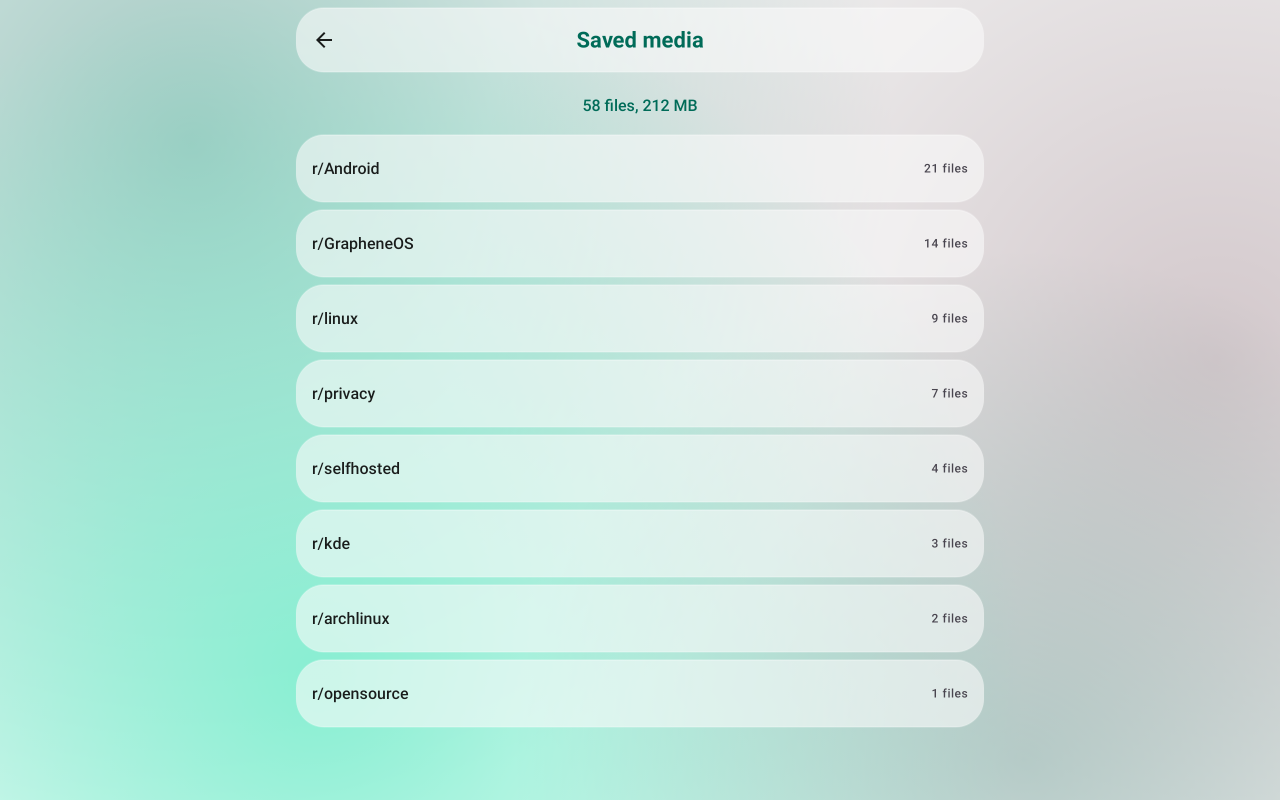 Saved media
58 files, 212 MB
r/Android 21 files
r/GrapheneOS 14 files
r/linux 9 files
r/privacy 7 files
r/selfhosted 4 files
r/kde 3 files
r/archlinux 2 files
r/opensource 1 files